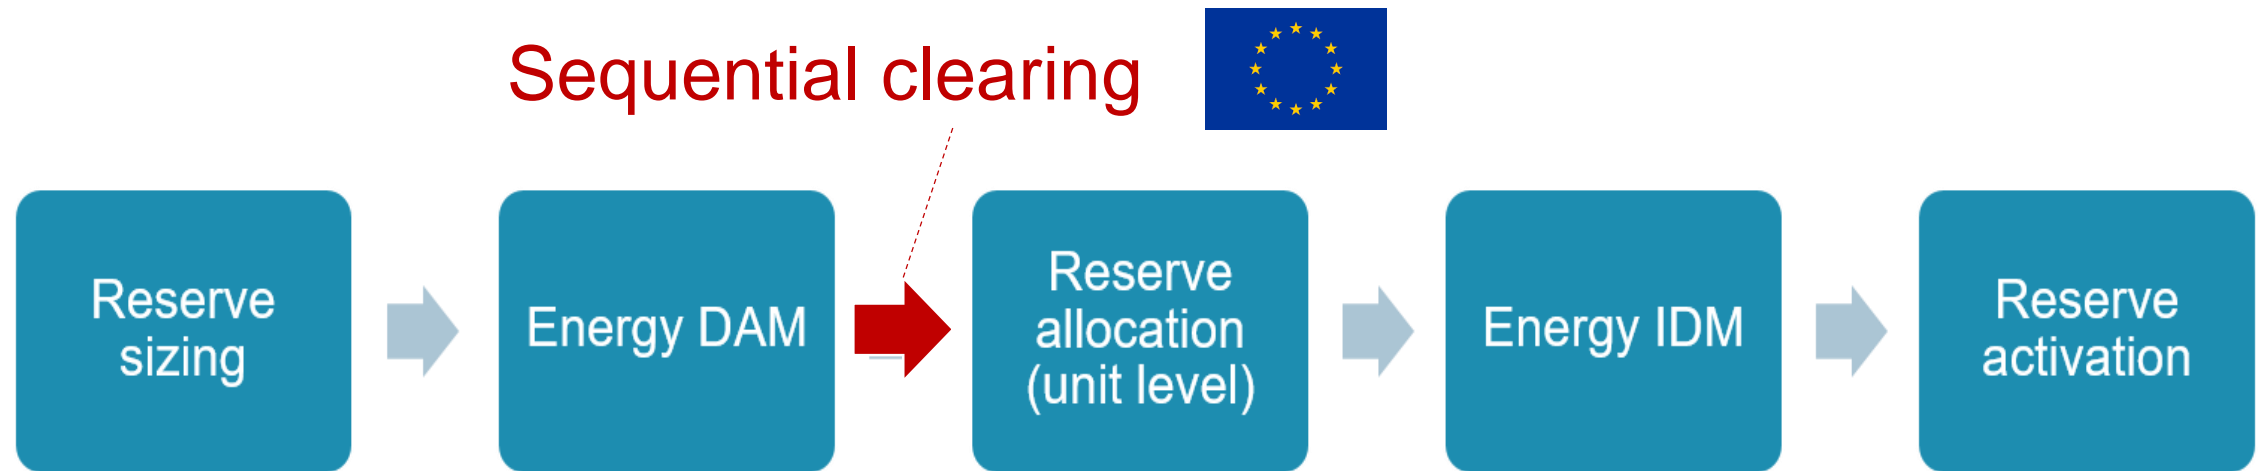 Sequential clearing
Reserve
sizing
Energy DAM
Reserve
allocation
(unit level)
Energy IDM
Reserve
activation